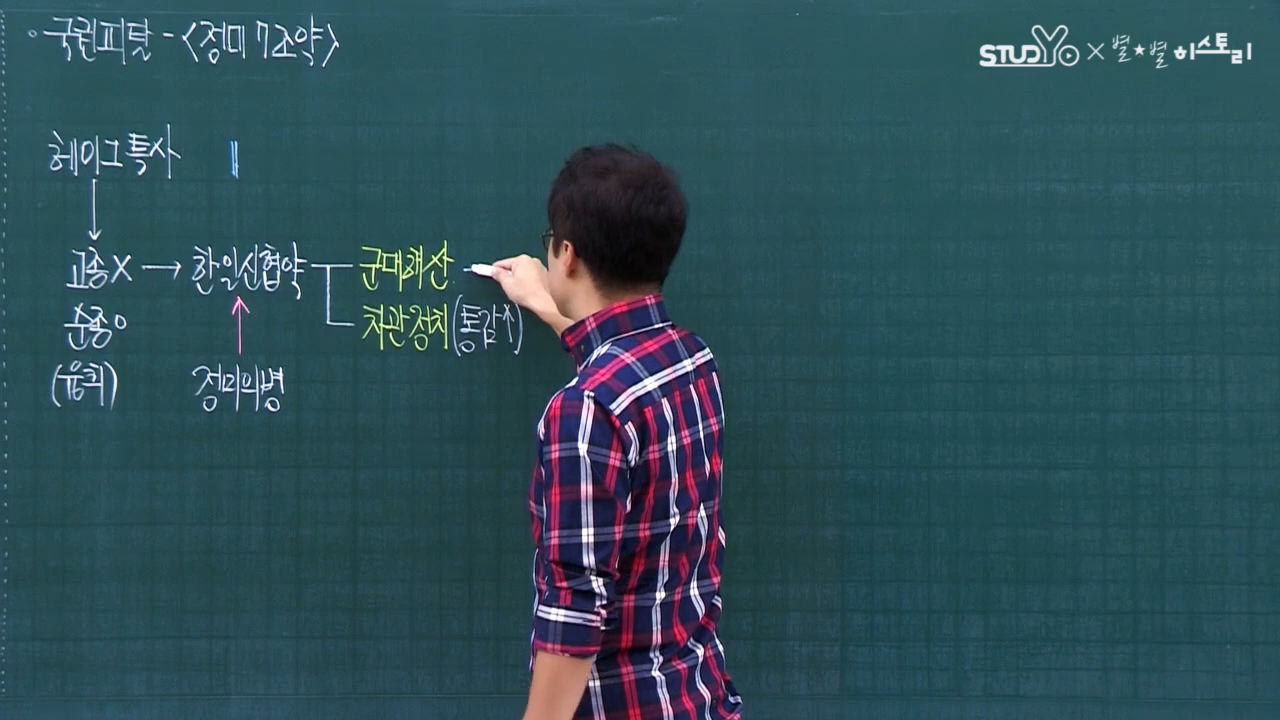 · 국권피탈 - <정미 7조약>
STUDYo × 별★별 히스토리
헤이그특사
고종X → 한일신협약 군대해산
순종o 차관정치(통감↑)
(융희) 정미의병